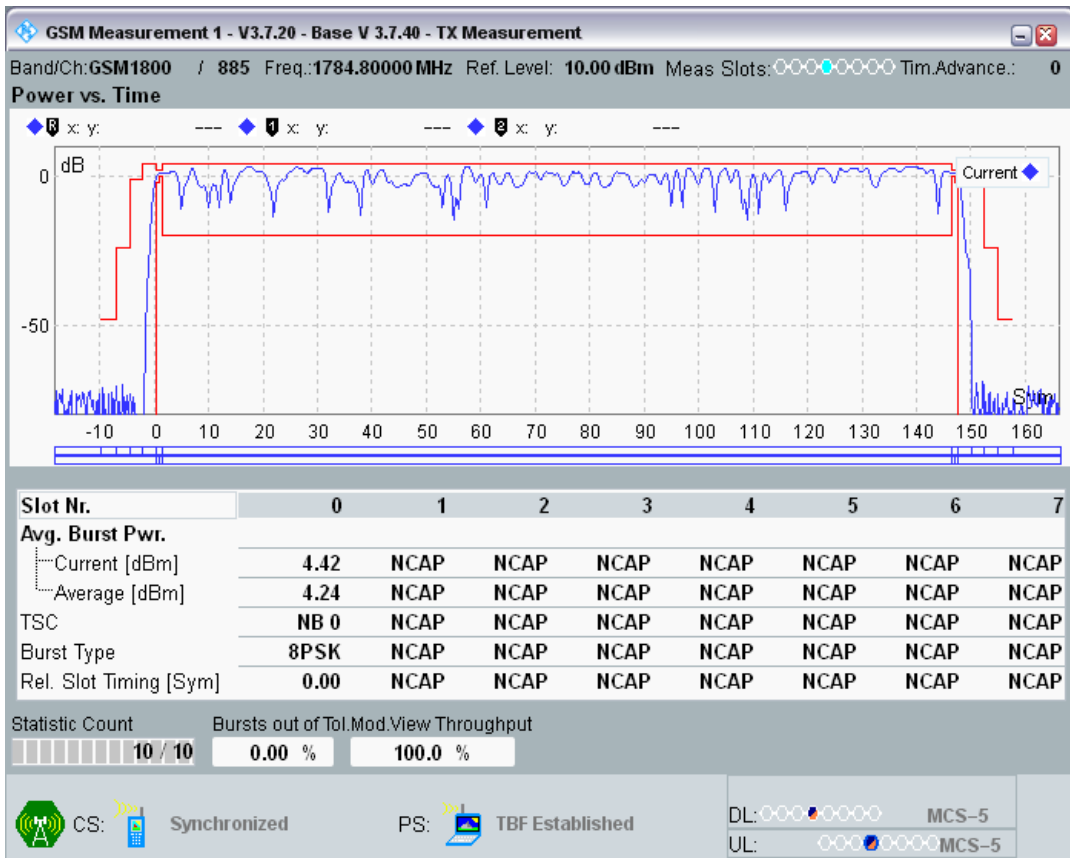 GSM Measurement 1 - V3.7.20 - Base V 3.7.40 - TX Measurement
Band/Ch:GSM1800 / 885 Freq.:1784.80000 MHz Ref. Level: 10.00 dBm Meas Slots: Tim.Advance.: 0
Power vs. Time
R x: y: --- 1 x: y: --- 2 x: y: ---
dB
Current
0
-50
Sym
-10 0 10 20 30 40 50 60 70 80 90 100 110 120 130 140 150 160
Slot Nr. 0 1 2 3 4 5 6 7
Avg. Burst Pwr.
Current [dBm] 4.42 NCAP NCAP NCAP NCAP NCAP NCAP NCAP
Average [dBm] 4.24 NCAP NCAP NCAP NCAP NCAP NCAP NCAP
TSC NB 0 NCAP NCAP NCAP NCAP NCAP NCAP NCAP
Burst Type 8PSK NCAP NCAP NCAP NCAP NCAP NCAP NCAP
Rel. Slot Timing [Sym] 0.00 NCAP NCAP NCAP NCAP NCAP NCAP NCAP
Statistic Count Bursts out of Tol.Mod.View Throughput
10 / 10 0.00 % 100.0 %
CS: Synchronized PS: TBF Established
DL: MCS-5
UL: MCS-5